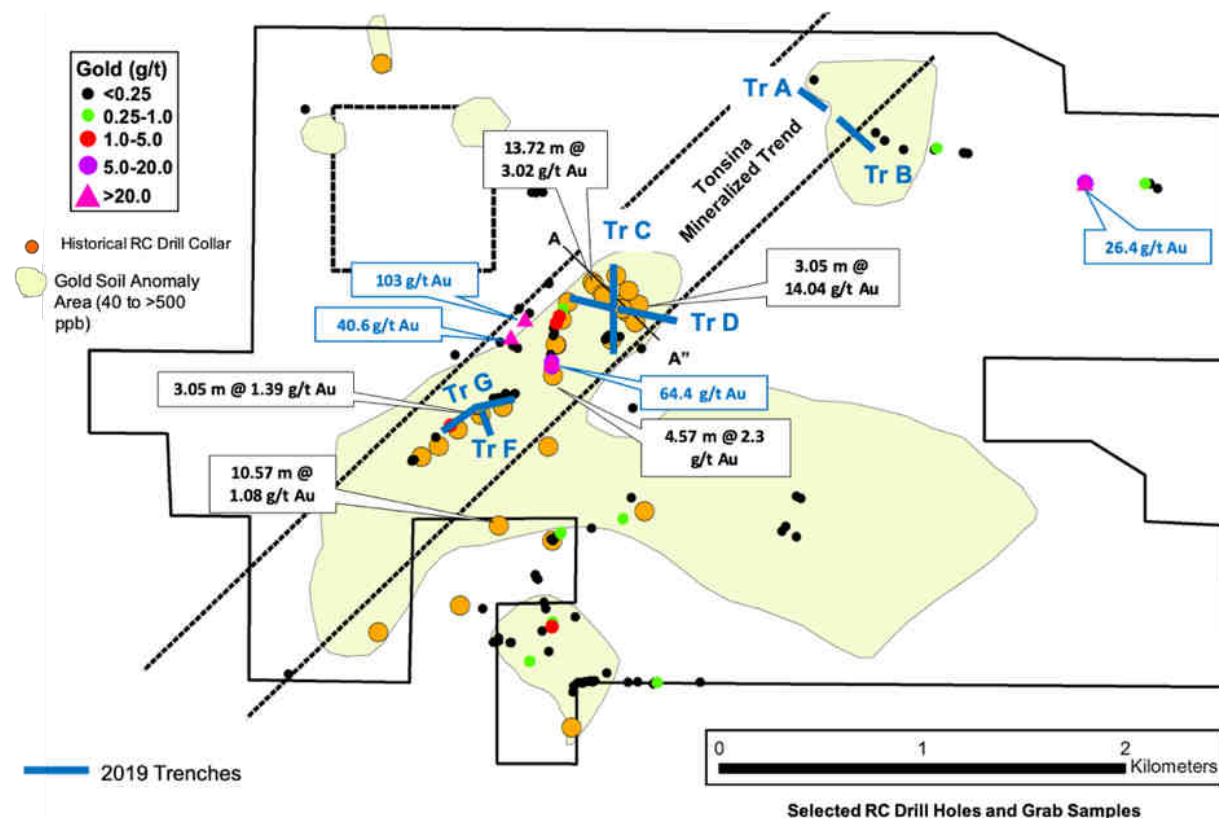 Gold (g/t)
<0.25
0.25-1.0
1.0-5.0
5.0-20.0
>20.0
Historical RC Drill Collar
Gold Soil Anomaly
Area (40 to >500
ppb)
Tr A
Tr B
Tonsina
Mineralized Trend
13.72 m @
3.02 g/t Au
Tr C
A
26.4 g/t Au
103 g/t Au
3.05 m @
14.04 g/t Au
40.6 g/t Au
Tr D
A”
3.05 m @ 1.39 g/t Au
Tr G
64.4 g/t Au
Tr F
4.57 m @ 2.3
g/t Au
10.57 m @
1.08 g/t Au
2019 Trenches
0
1
2
Kilometers
Selected RC Drill Holes and Grab Samples